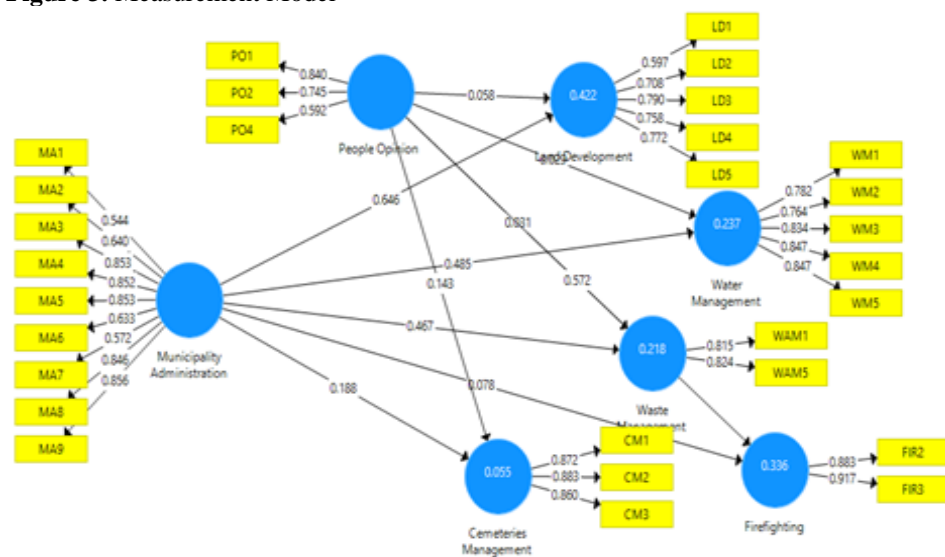 Figure 3. Measurement Model
PO1
PO2
PO4
0.840
0.745
0.592
People Opinion
0.058
0.422
Land Development
0.597
0.708
0.790
0.758
0.772
LD1
LD2
LD3
LD4
LD5
MA1
MA2
MA3
MA4
MA5
MA6
MA7
MA8
MA9
0.544
0.640
0.853
0.852
0.853
0.633
0.572
0.846
0.856
Municipality
Administration
0.646
0.031
0.485
0.143
0.572
0.467
0.078
0.188
0.237
Water
Management
0.782
0.764
0.834
0.847
0.847
WM1
WM2
WM3
WM4
WM5
0.218
Waste
Management
0.815
0.824
WAM1
WAM5
0.055
Cemeteries
Management
0.872
0.883
0.860
CM1
CM2
CM3
0.336
Firefighting
0.883
0.917
FIR2
FIR3